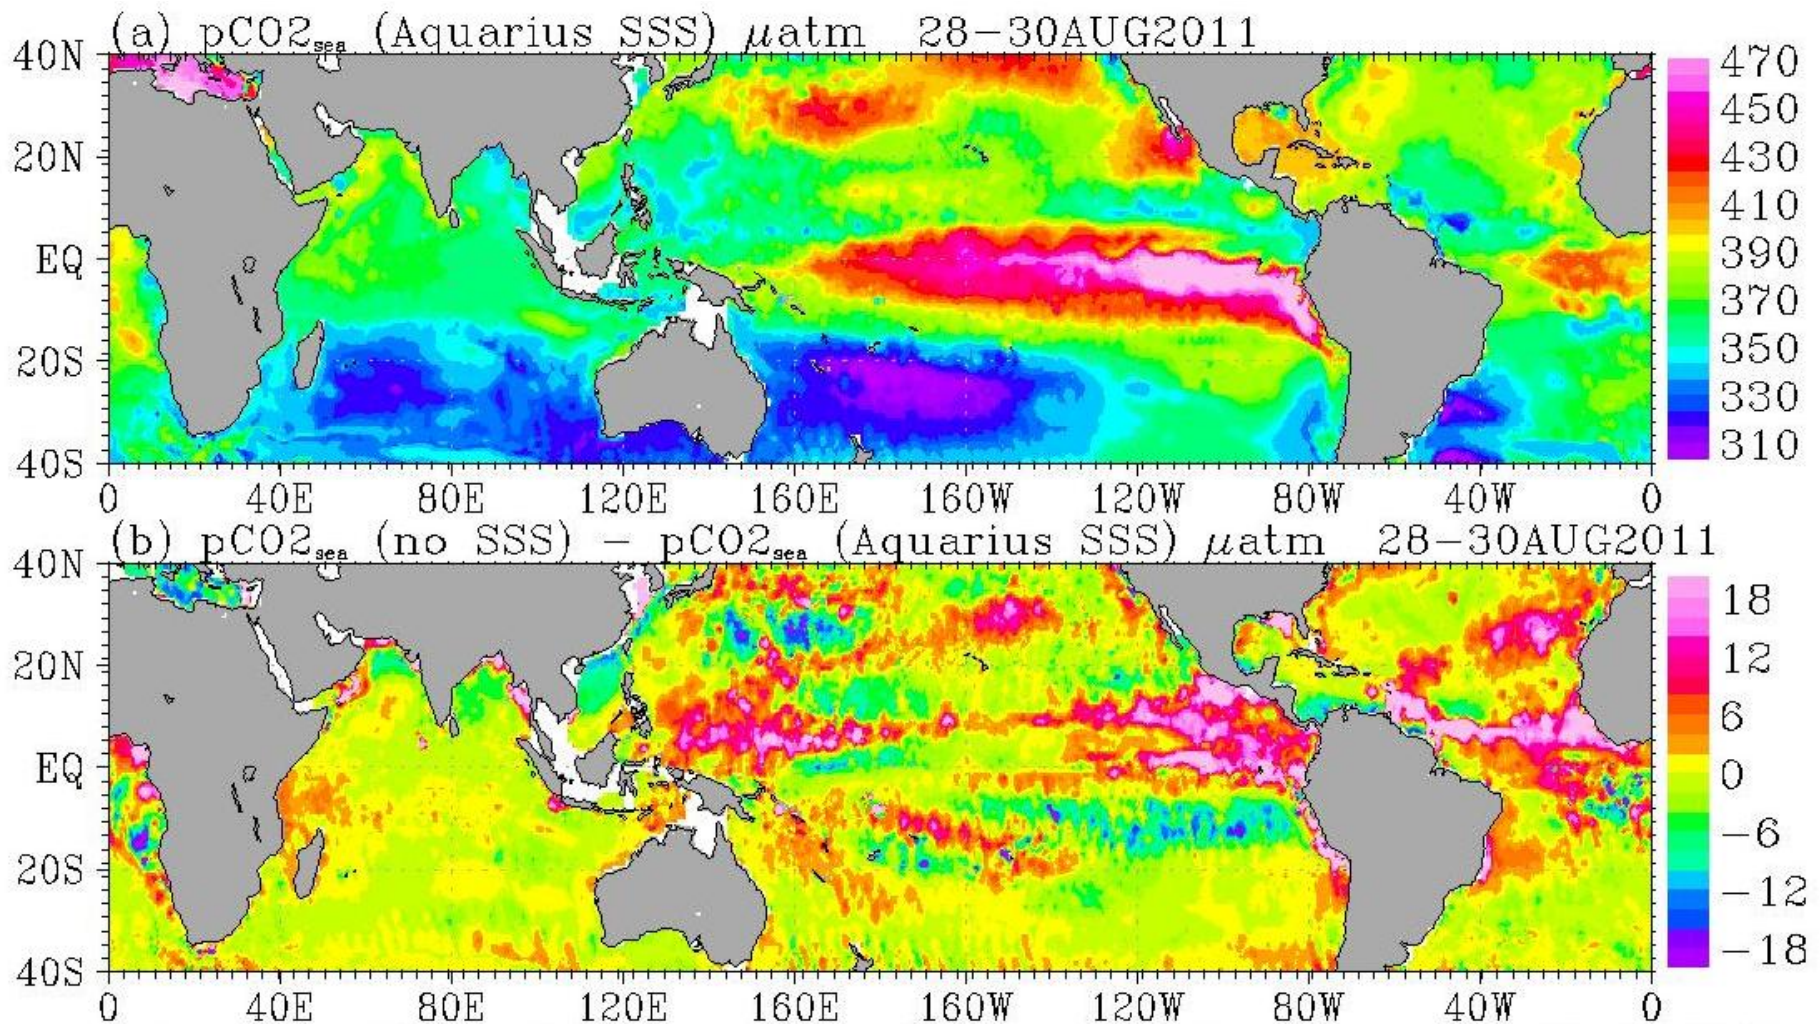 (a) pCO2sea (Aquarius SSS) μatm 28-30AUG2011
40N 470
450
20N 430
410
EQ 390
370
20S 350
330
40S 310
0 40E 80E 120E 160E 160W 120W 80W 40W 0
(b) pCO2sea (no SSS) - pCO2sea (Aquarius SSS) μatm 28-30AUG2011
40N
18
20N 12
6
EQ 0
-6
20S -12
-18
40S
0 40E 80E 120E 160E 160W 120W 80W 40W 0